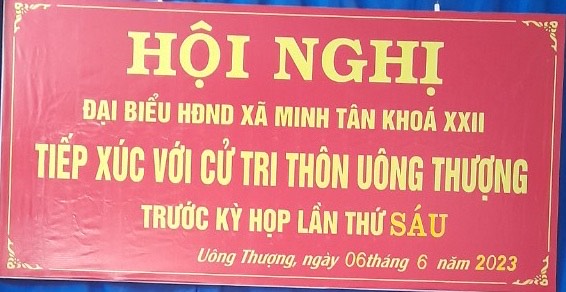 HỘI NGHỊ
ĐẠI BIỂU HĐND XÃ MINH TÂN KHOÁ XXII
TIẾP XÚC VỚI CỬ TRI THÔN UÔNG THƯỢNG
TRƯỚC KỲ HỌP LẦN THỨ SÁU
Uông Thượng, ngày 06tháng 6 năm 2023